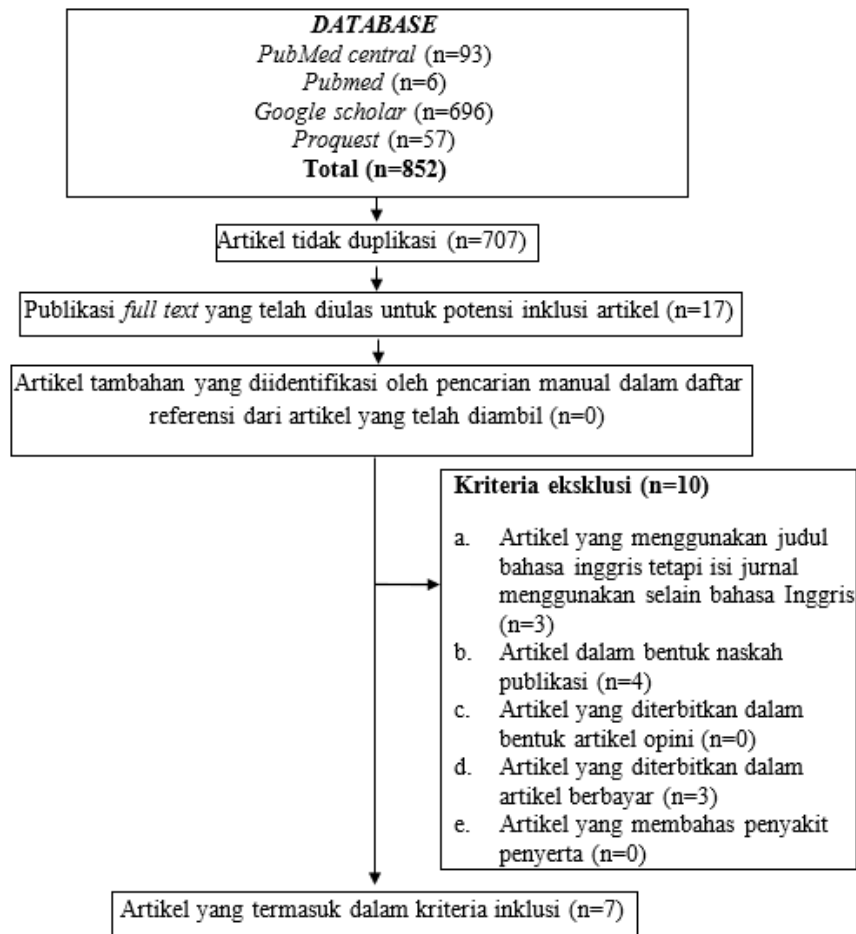 DATABASE
PubMed central (n=93)
Pubmed (n=6)
Google scholar (n=696)
Proquest (n=57)
Total (n=852)
Artikel tidak duplikasi (n=707)
Publikasi full text yang telah diulas untuk potensi inklusi artikel (n=17)
Artikel tambahan yang diidentifikasi oleh pencarian manual dalam daftar
referensi dari artikel yang telah diambil (n=0)
Kriteria eksklusi (n=10)
a. Artikel yang menggunakan judul
bahasa inggris tetapi isi jurnal
menggunakan selain bahasa Inggris
(n=3)
b. Artikel dalam bentuk naskah
publikasi (n=4)
c. Artikel yang diterbitkan dalam
bentuk artikel opini (n=0)
d. Artikel yang diterbitkan dalam
artikel berbayar (n=3)
e. Artikel yang membahas penyakit
penyerta (n=0)
Artikel yang termasuk dalam kriteria inklusi (n=7)